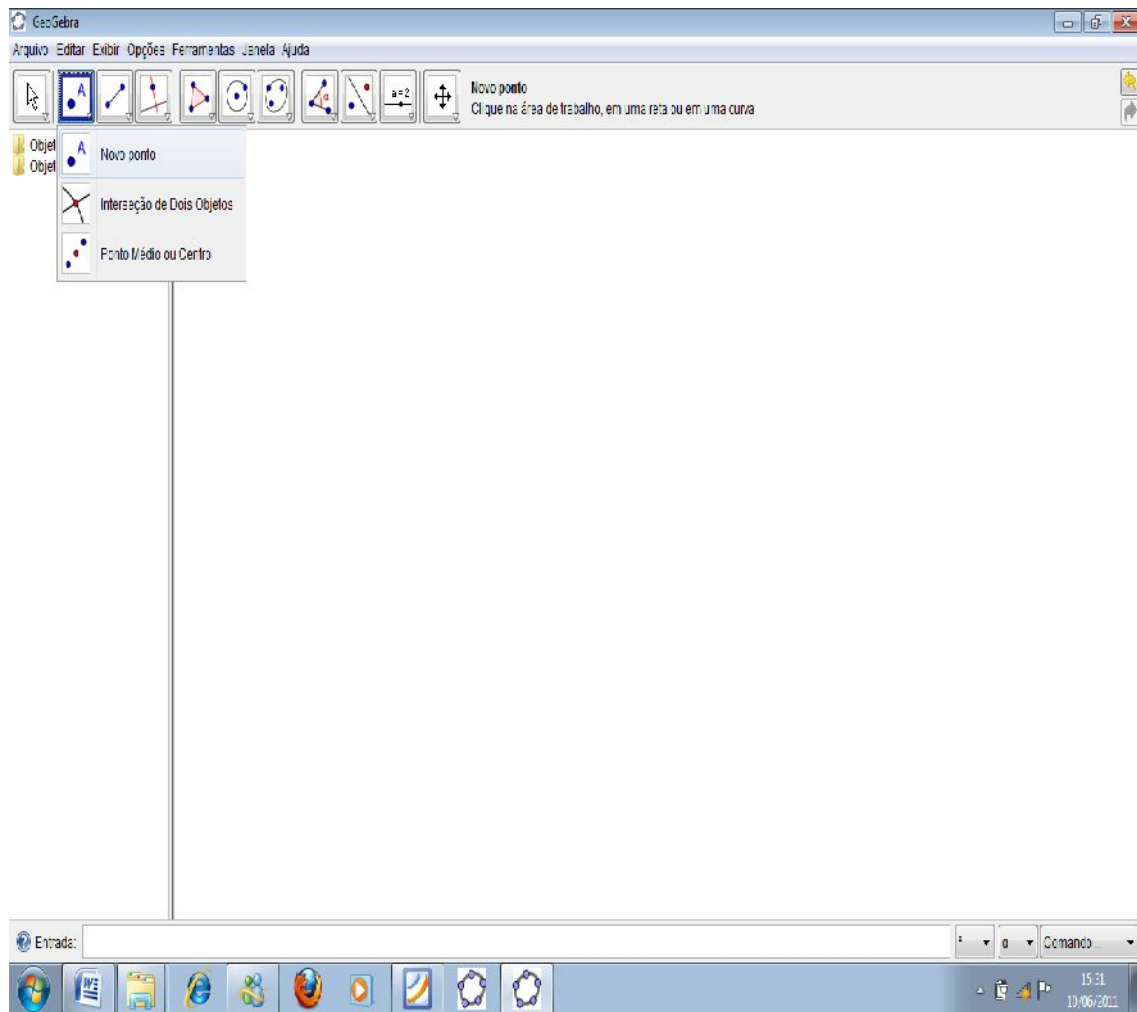 GeoGebra
Arquivo Editar Exibir Opções Ferramentas Janela Ajuda
A
a=2
Novo ponto
Clique na área de trabalho, em uma reta ou em uma curva
Objet
Objet
A
Novo ponto
Interseção de Dois Objetos
Ponto Médio ou Centro
Entrada:
α
Comando ...
15:31
10/06/2011